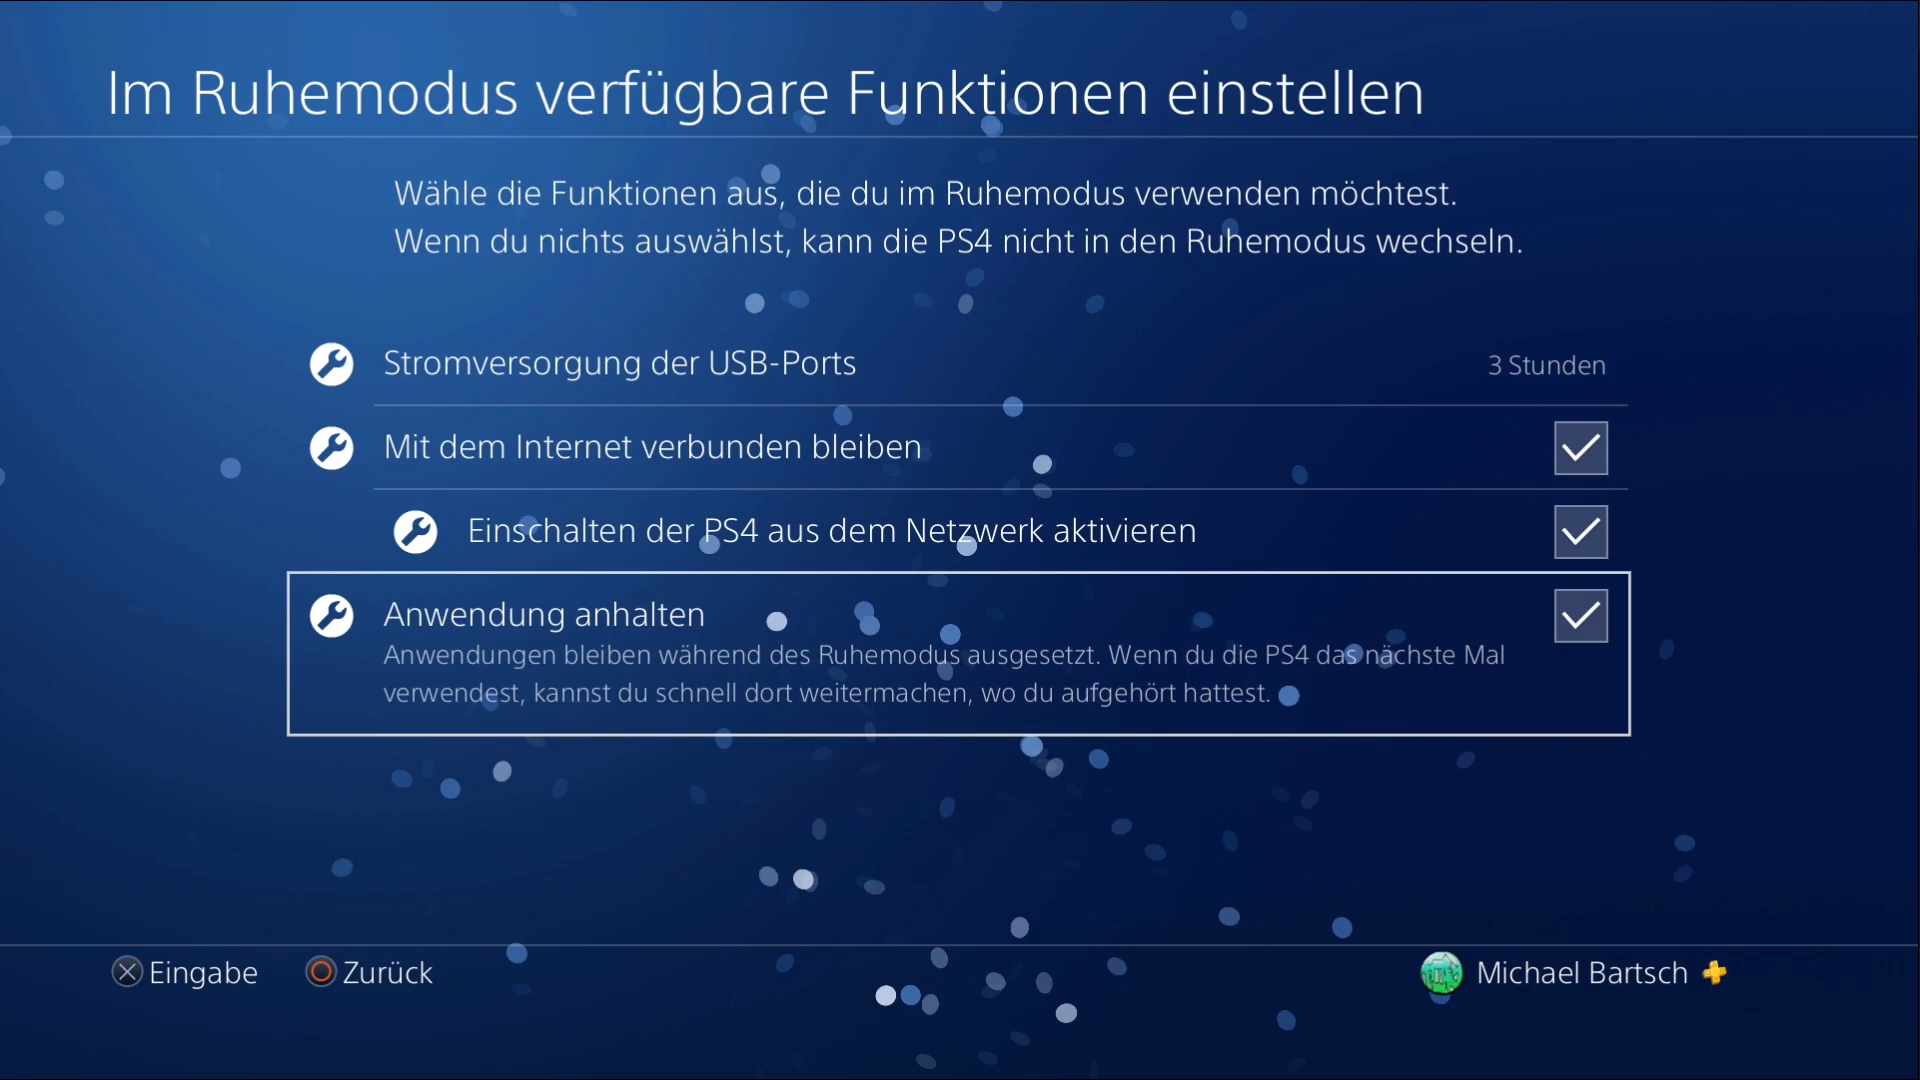 Im Ruhemodus verfügbare Funktionen einstellen
Wähle die Funktionen aus, die du im Ruhemodus verwenden möchtest.
Wenn du nichts auswählst, kann die PS4 nicht in den Ruhemodus wechseln.
Stromversorgung der USB-Ports 3 Stunden
Mit dem Internet verbunden bleiben
Einschalten der PS4 aus dem Netzwerk aktivieren
Anwendung anhalten
Anwendungen bleiben während des Ruhemodus ausgesetzt. Wenn du die PS4 das nächste Mal
verwendest, kannst du schnell dort weitermachen, wo du aufgehört hattest.
Eingabe Zurück Michael Bartsch